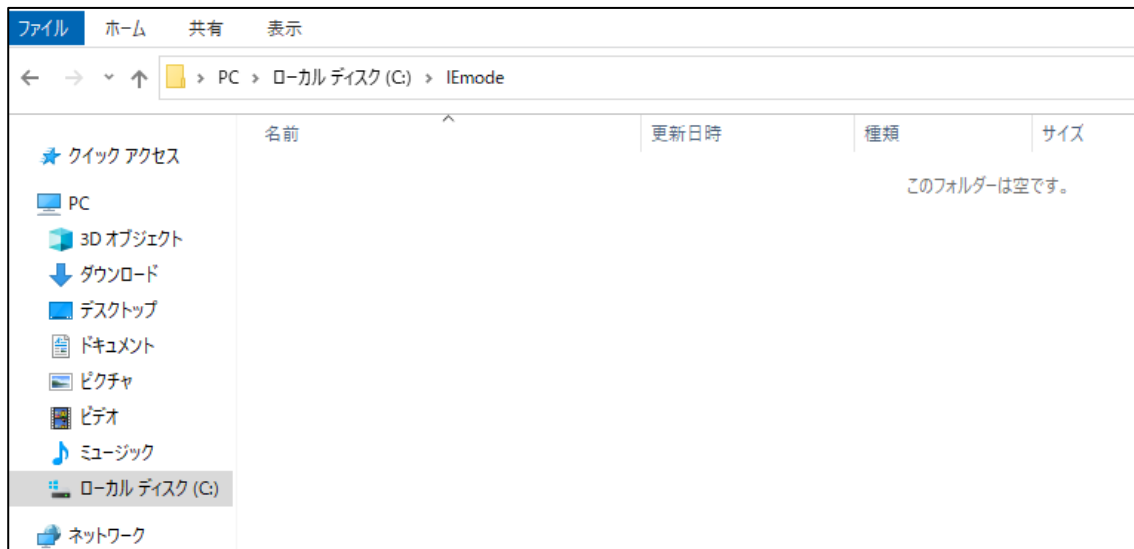 ファイル ホーム 共有 表示
PC > ローカル ディスク (C:) > IEmode
名前 更新日時 種類 サイズ
このフォルダーは空です。
クイック アクセス
PC
3D オブジェクト
ダウンロード
デスクトップ
ドキュメント
ピクチャ
ビデオ
ミュージック
ローカル ディスク (C:)
ネットワーク